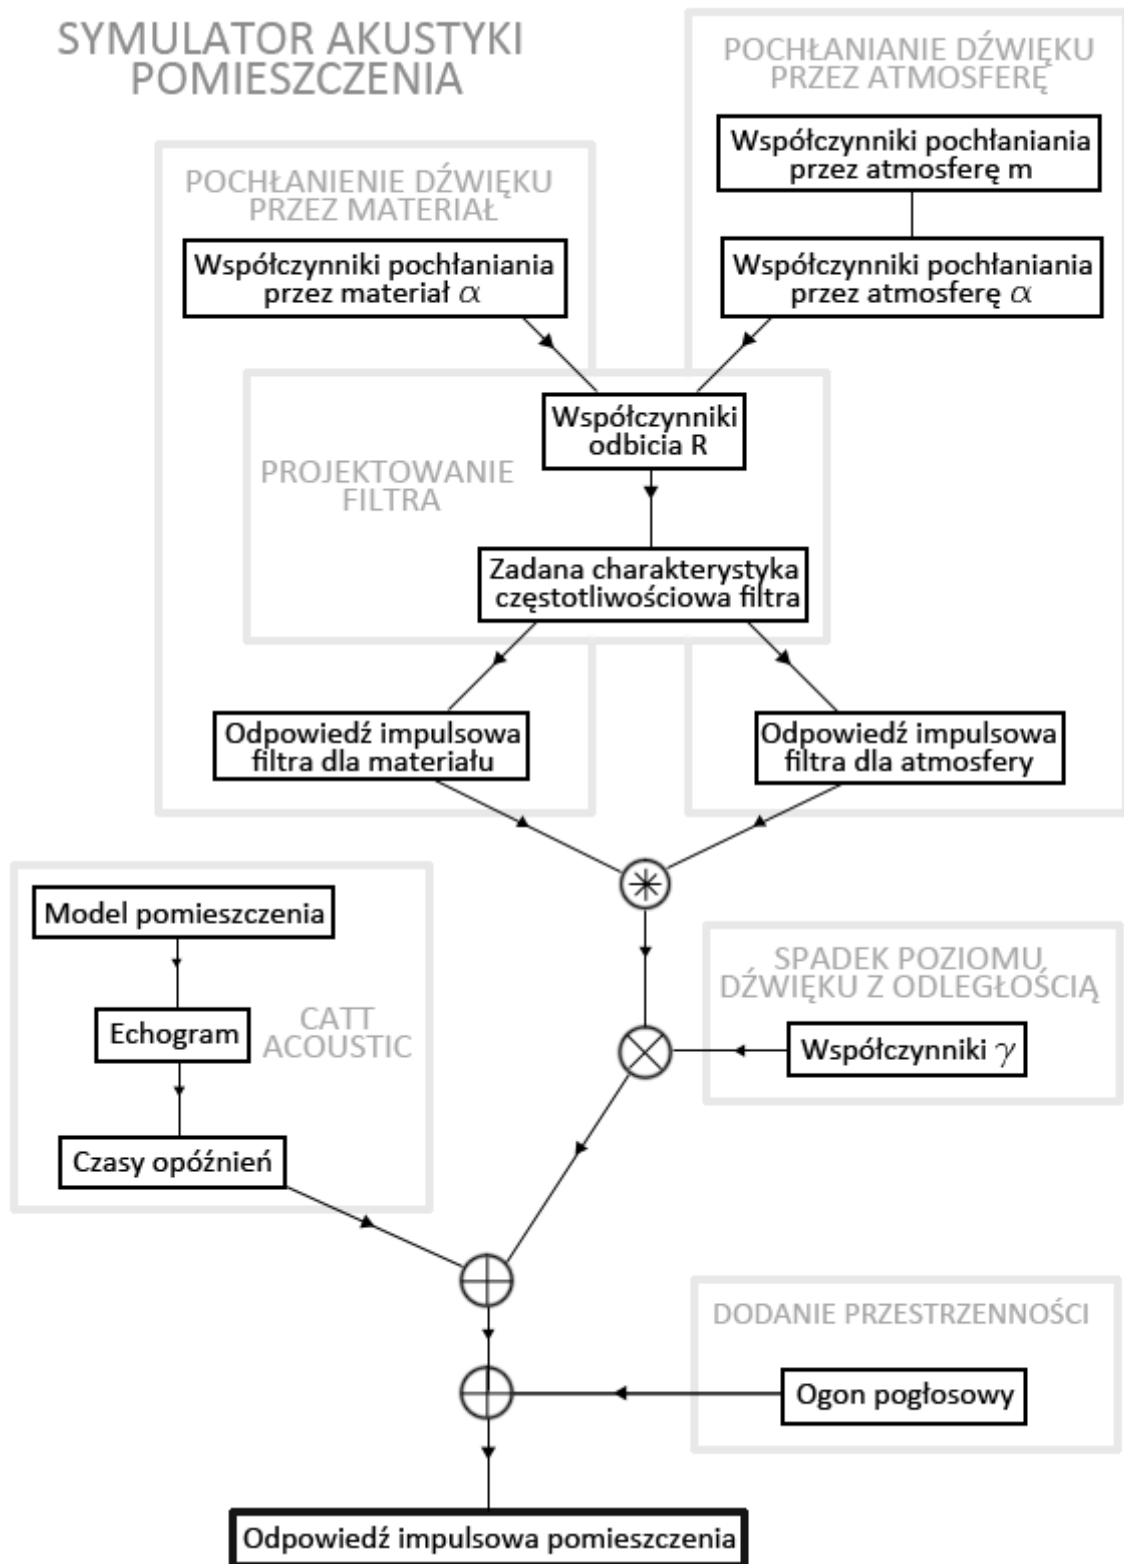 SYMULATOR AKUSTYKI
POMIESZCZENIA
POCHŁANIANIE DŹWIĘKU
PRZEZ ATMOSFERĘ
Współczynniki pochłaniania
przez atmosferę m
POCHŁANIENIE DŹWIĘKU
PRZEZ MATERIAŁ
Współczynniki pochłaniania
przez materiał α
Współczynniki pochłaniania
przez atmosferę α
Współczynniki
odbicia R
PROJEKTOWANIE
FILTRA
Zadana charakterystyka
częstotliwościowa filtra
Odpowiedź impulsowa
filtra dla materiału
Odpowiedź impulsowa
filtra dla atmosfery
Model pomieszczenia
Echogram
CATT
ACOUSTIC
Czasy opóźnień
SPADEK POZIOMU
DŹWIĘKU Z ODLEGŁOŚCIĄ
Współczynniki γ
DODANIE PRZESTRZENNOŚCI
Ogon pogłosowy
Odpowiedź impulsowa pomieszczenia